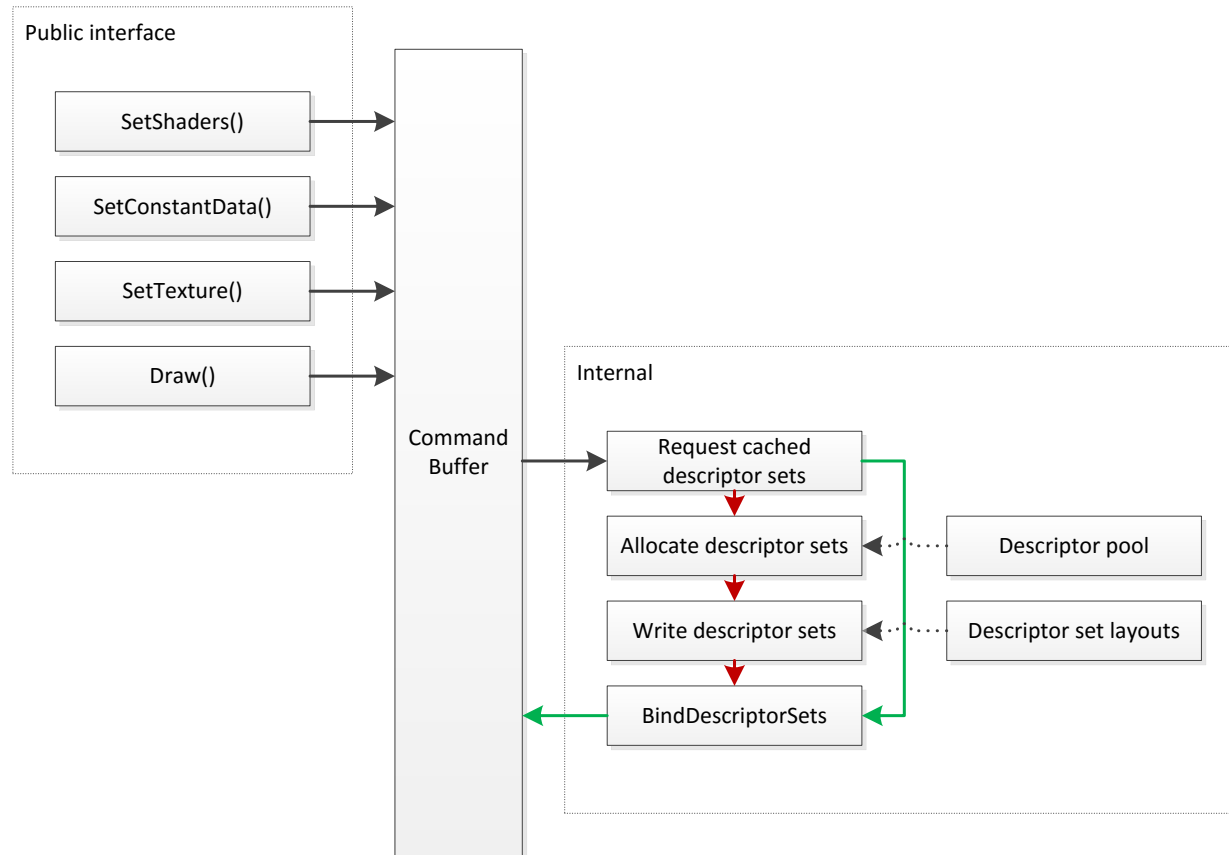 Public interface
SetShaders()
SetConstantData()
SetTexture()
Draw()
Command
Buffer
Internal
Request cached
descriptor sets
Allocate descriptor sets
Descriptor pool
Write descriptor sets
Descriptor set layouts
BindDescriptorSets